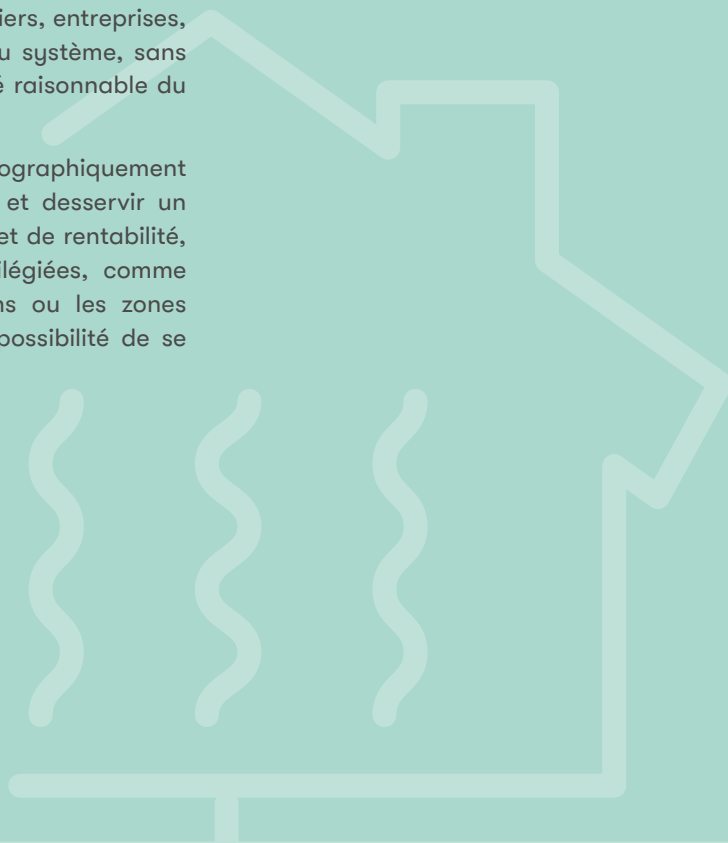 iers, entreprises,
u système, sans
é raisonnable du
ographiquement
et desservir un
et de rentabilité,
ilégiées, comme
ns ou les zones
possibilité de se